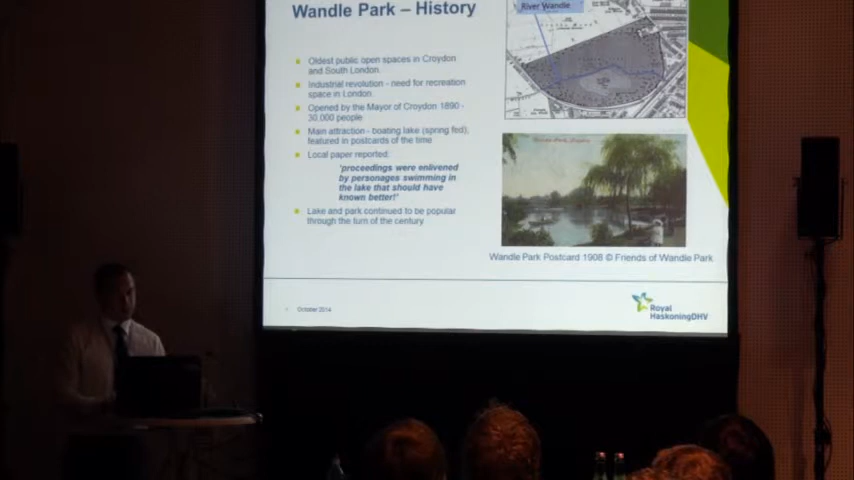 Wandle Park – History
River Wandle
Oldest public open spaces in Croydon
and South London.
Industrial revolution - need for recreation
space in London.
Opened by the Mayor of Croydon 1890 -
30,000 people
Main attraction - boating lake (spring fed),
featured in postcards of the time
Local paper reported:
'proceedings were enlivened
by personages swimming in
the lake that should have
known better!'
Lake and park continued to be popular
through the turn of the century
Wandle Park Postcard 1908 © Friends of Wandle Park
October 2014
Royal
HaskoningDHV